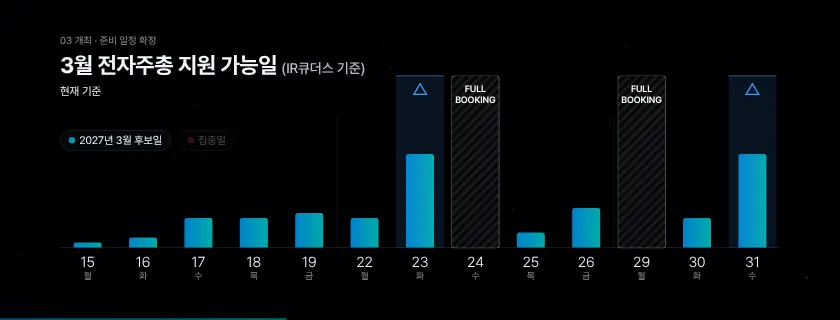 03 개최 · 준비 일정 확정
3월 전자주총 지원 가능일 (IR큐더스 기준)
현재 기준
2027년 3월 후보일
집중일
FULL
BOOKING
FULL
BOOKING
15 16 17 18 19 22 23 24 25 26 29 30 31
월 화 수 목 금 월 화 수 목 금 월 화 수